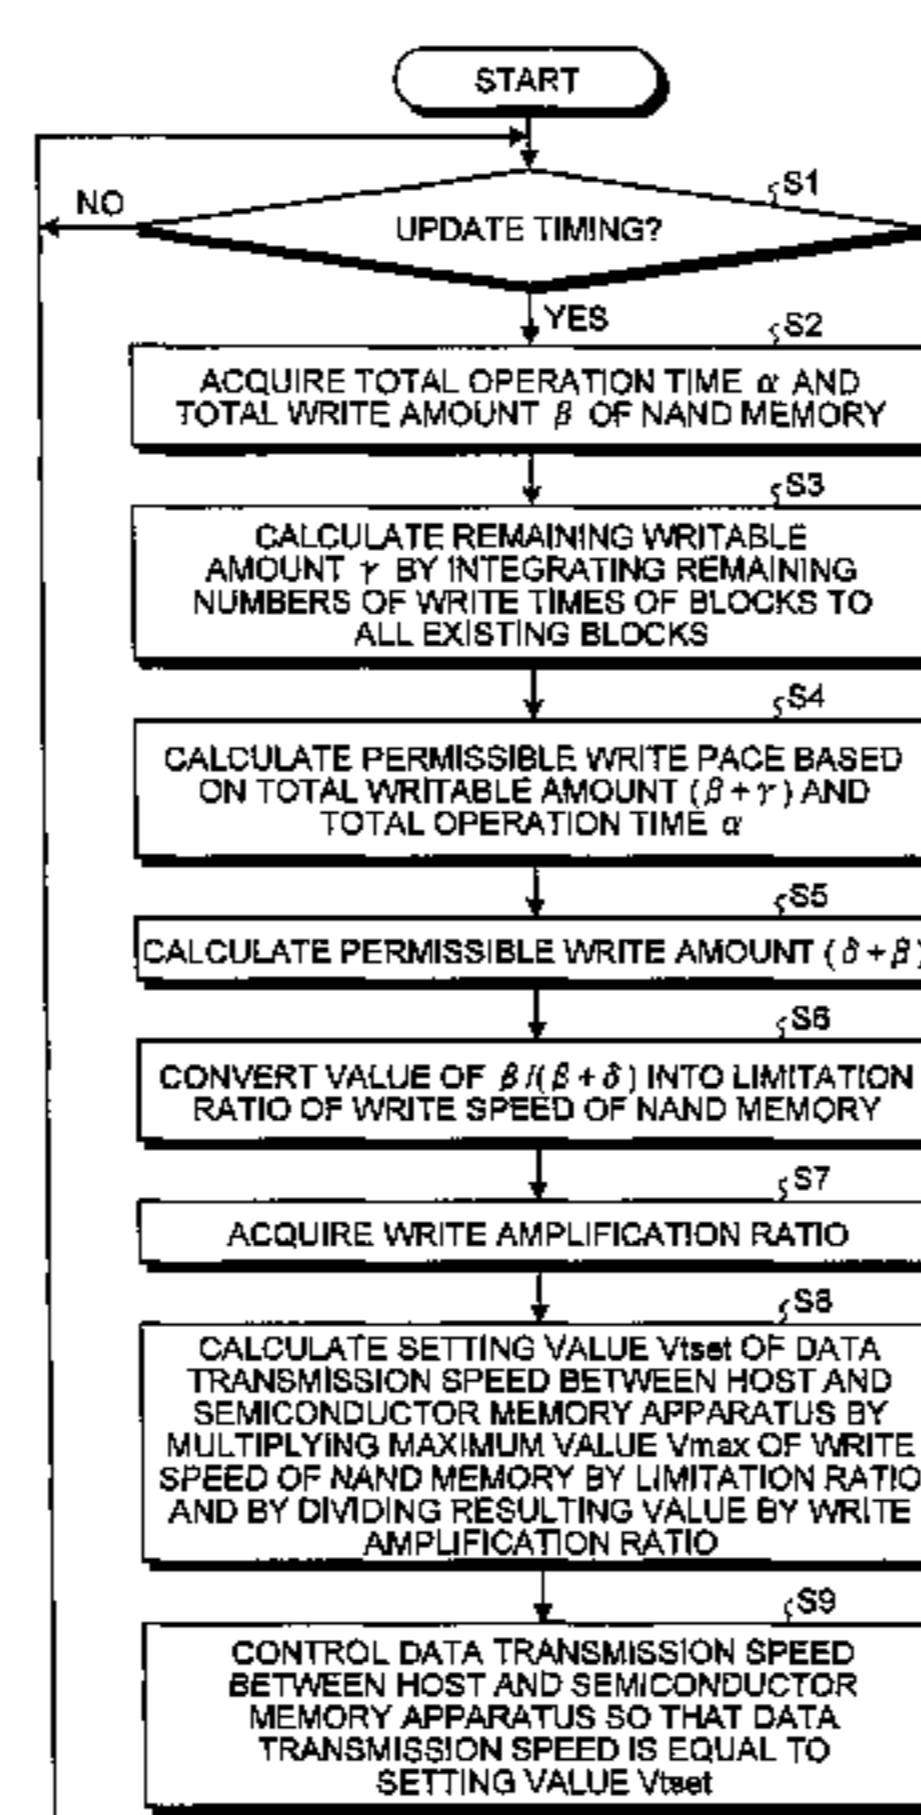 START
S1
NO
UPDATE TIMING?
YES
S2
ACQUIRE TOTAL OPERATION TIME α AND
TOTAL WRITE AMOUNT β OF NAND MEMORY
S3
CALCULATE REMAINING WRITABLE
AMOUNT γ BY INTEGRATING REMAINING
NUMBERS OF WRITE TIMES OF BLOCKS TO
ALL EXISTING BLOCKS
S4
CALCULATE PERMISSIBLE WRITE PACE BASED
ON TOTAL WRITABLE AMOUNT (β+γ) AND
TOTAL OPERATION TIME α
S5
CALCULATE PERMISSIBLE WRITE AMOUNT (δ+β)
S6
CONVERT VALUE OF β/(β+δ) INTO LIMITATION
RATIO OF WRITE SPEED OF NAND MEMORY
S7
ACQUIRE WRITE AMPLIFICATION RATIO
S8
CALCULATE SETTING VALUE Vtset OF DATA
TRANSMISSION SPEED BETWEEN HOST AND
SEMICONDUCTOR MEMORY APPARATUS BY
MULTIPLYING MAXIMUM VALUE Vmax OF WRITE
SPEED OF NAND MEMORY BY LIMITATION RATIO
AND BY DIVIDING RESULTING VALUE BY WRITE
AMPLIFICATION RATIO
S9
CONTROL DATA TRANSMISSION SPEED
BETWEEN HOST AND SEMICONDUCTOR
MEMORY APPARATUS SO THAT DATA
TRANSMISSION SPEED IS EQUAL TO
SETTING VALUE Vtset